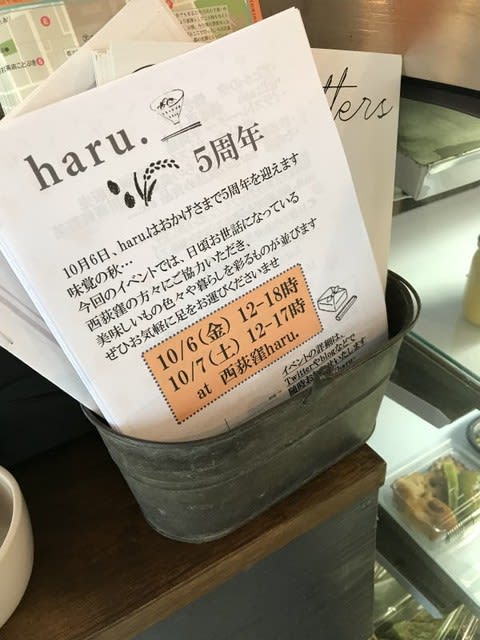 haru.
5周年
10月6日、haru.はおかげさまで5周年を迎えます
味覚の秋…
今回のイベントでは、日頃お世話になっている
西荻窪の方々にご協力いただき、
美味しいもの色々や暮らしを彩るものが並びます
ぜひお気軽に足をお運びくださいませ
10/6(金) 12-18時
10/7(土) 12-17時
at 西荻窪haru.
イベントの詳細は、
Twitterやblogなどで
tters